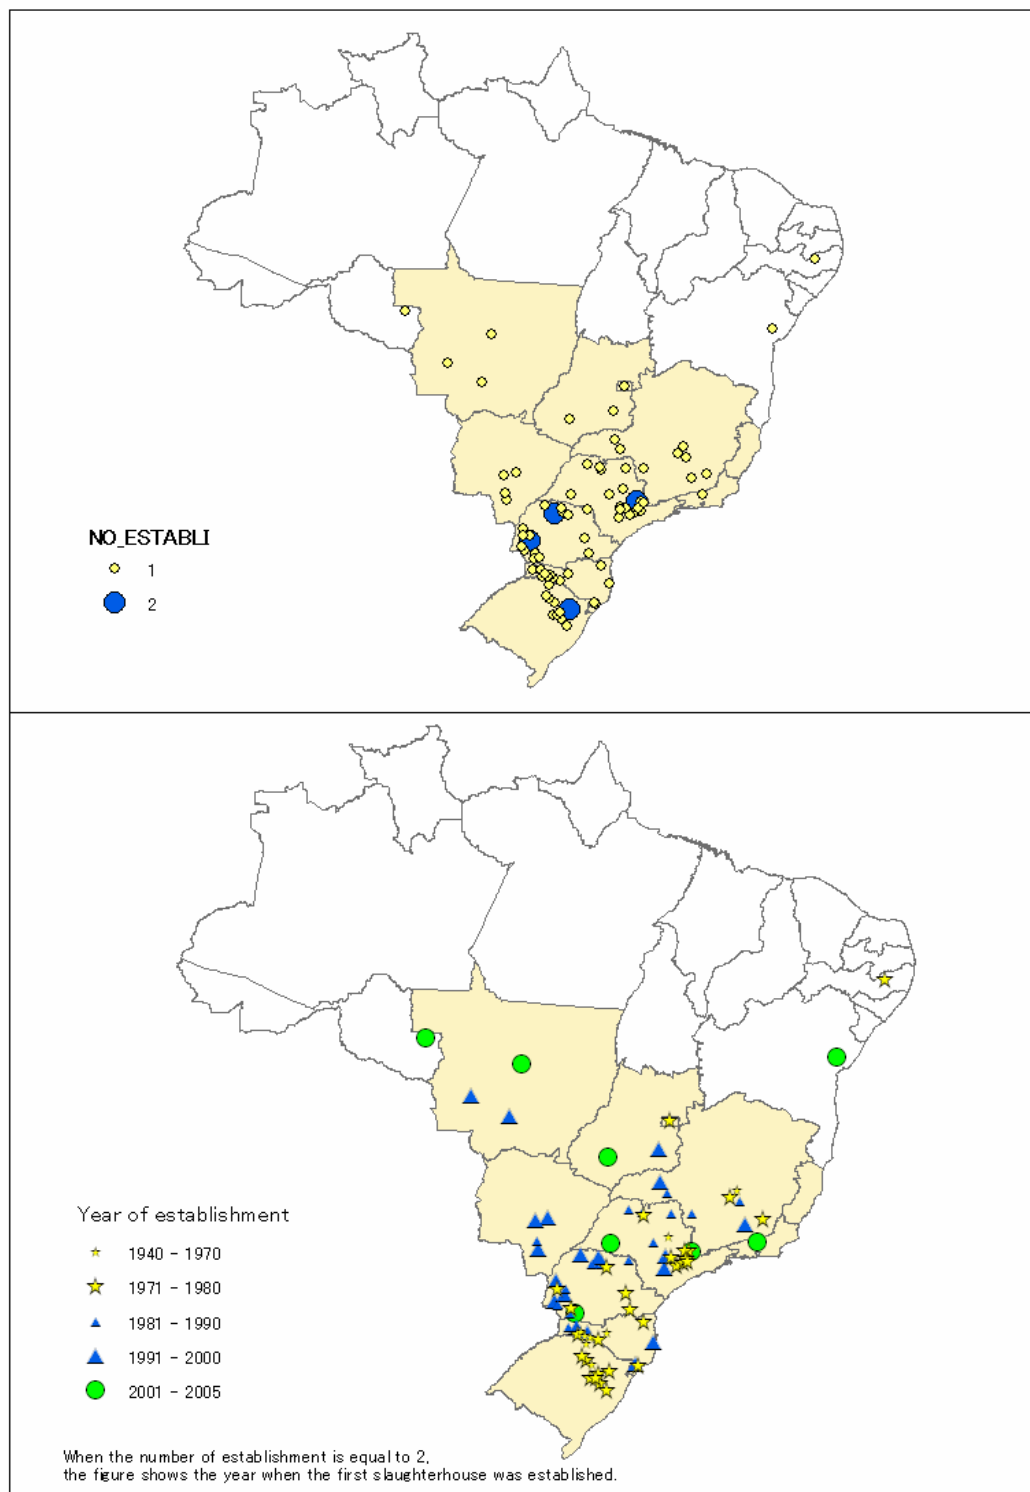 NO_ESTABLI
1
2
Year of establishment
1940 - 1970
1971 - 1980
1981 - 1990
1991 - 2000
2001 - 2005
When the number of establishment is equal to 2,
the figure shows the year when the first slaughterhouse was established.